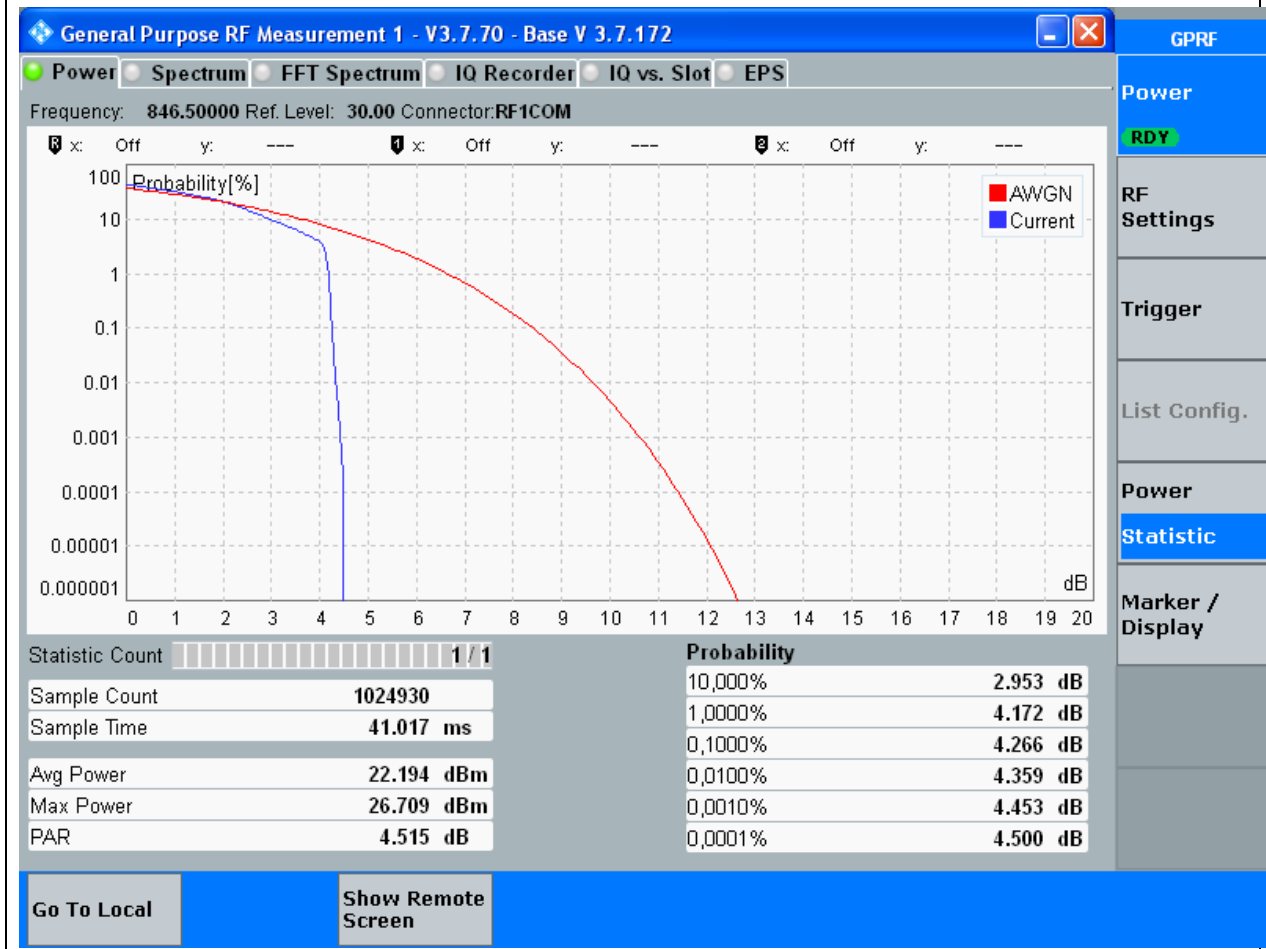 General Purpose RF Measurement 1 - V3.7.70 - Base V 3.7.172
GPRF
Power Spectrum FFT Spectrum IQ Recorder IQ vs. Slot EPS
Frequency: 846.50000 Ref. Level: 30.00 Connector:RF1COM
R x: Off y: --- 1 x: Off y: --- 2 x: Off y: ---
Probability[%]
AWGN
Current
100
10
1
0.1
0.01
0.001
0.0001
0.00001
0.000001
dB
0 1 2 3 4 5 6 7 8 9 10 11 12 13 14 15 16 17 18 19 20
Statistic Count 1 / 1
Sample Count 1024930
Sample Time 41.017 ms
Avg Power 22.194 dBm
Max Power 26.709 dBm
PAR 4.515 dB
Probability
10,000% 2.953 dB
1,0000% 4.172 dB
0,1000% 4.266 dB
0,0100% 4.359 dB
0,0010% 4.453 dB
0,0001% 4.500 dB
Power
RDY
RF
Settings
Trigger
List Config.
Power
Statistic
Marker /
Display
Go To Local
Show Remote
Screen